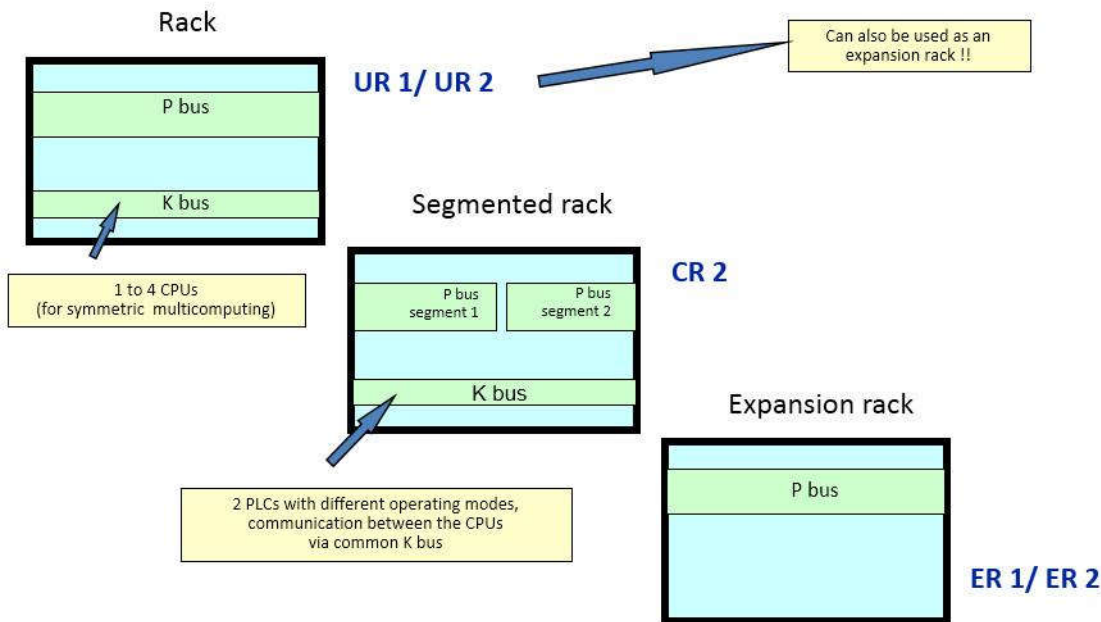 Rack
UR 1/ UR 2
Can also be used as an
expansion rack !!
P bus
K bus
1 to 4 CPUs
(for symmetric multicomputing)
Segmented rack
CR 2
P bus
segment 1
P bus
segment 2
K bus
2 PLCs with different operating modes,
communication between the CPUs
via common K bus
Expansion rack
P bus
ER 1/ ER 2